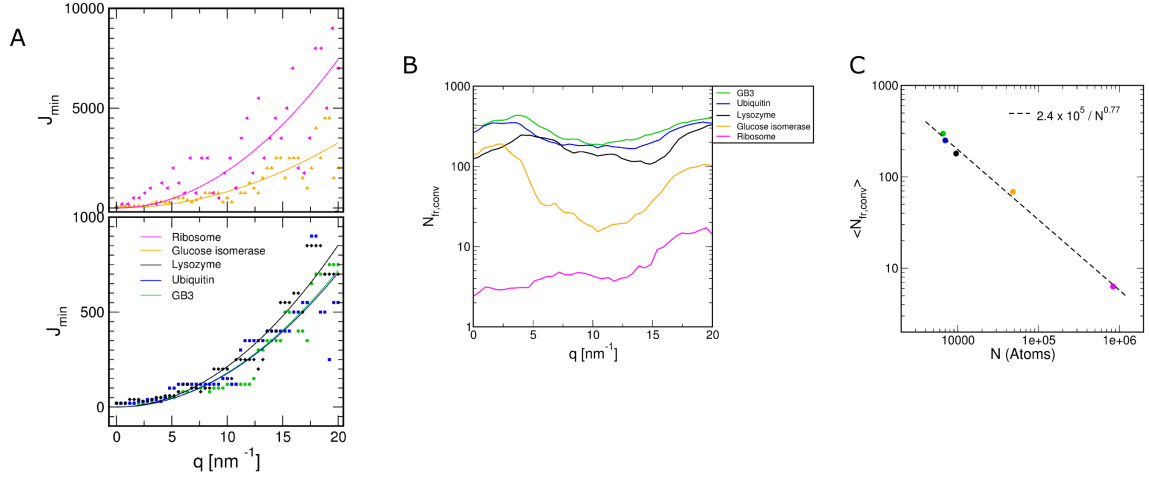 A
10000
5000
0
J_min
1000
500
0
J_min
Ribosome
Glucose isomerase
Lysozyme
Ubiquitin
GB3
0 5 10 15 20
q [nm⁻¹]
B
1000
100
10
1
N_fr,conv
0 5 10 15 20
q [nm⁻¹]
GB3
Ubiquitin
Lysozyme
Glucose isomerase
Ribosome
C
1000
100
10
<N_fr,conv>
2.4 x 10⁵ / N^0.77
10000 1e+05 1e+06
N (Atoms)